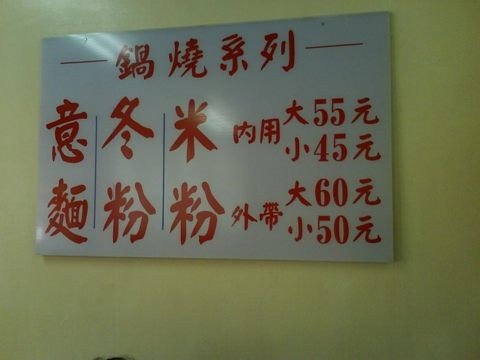 鍋燒系列
意麵
冬粉
米粉
內用
大55元
小45元
外帶
大60元
小50元